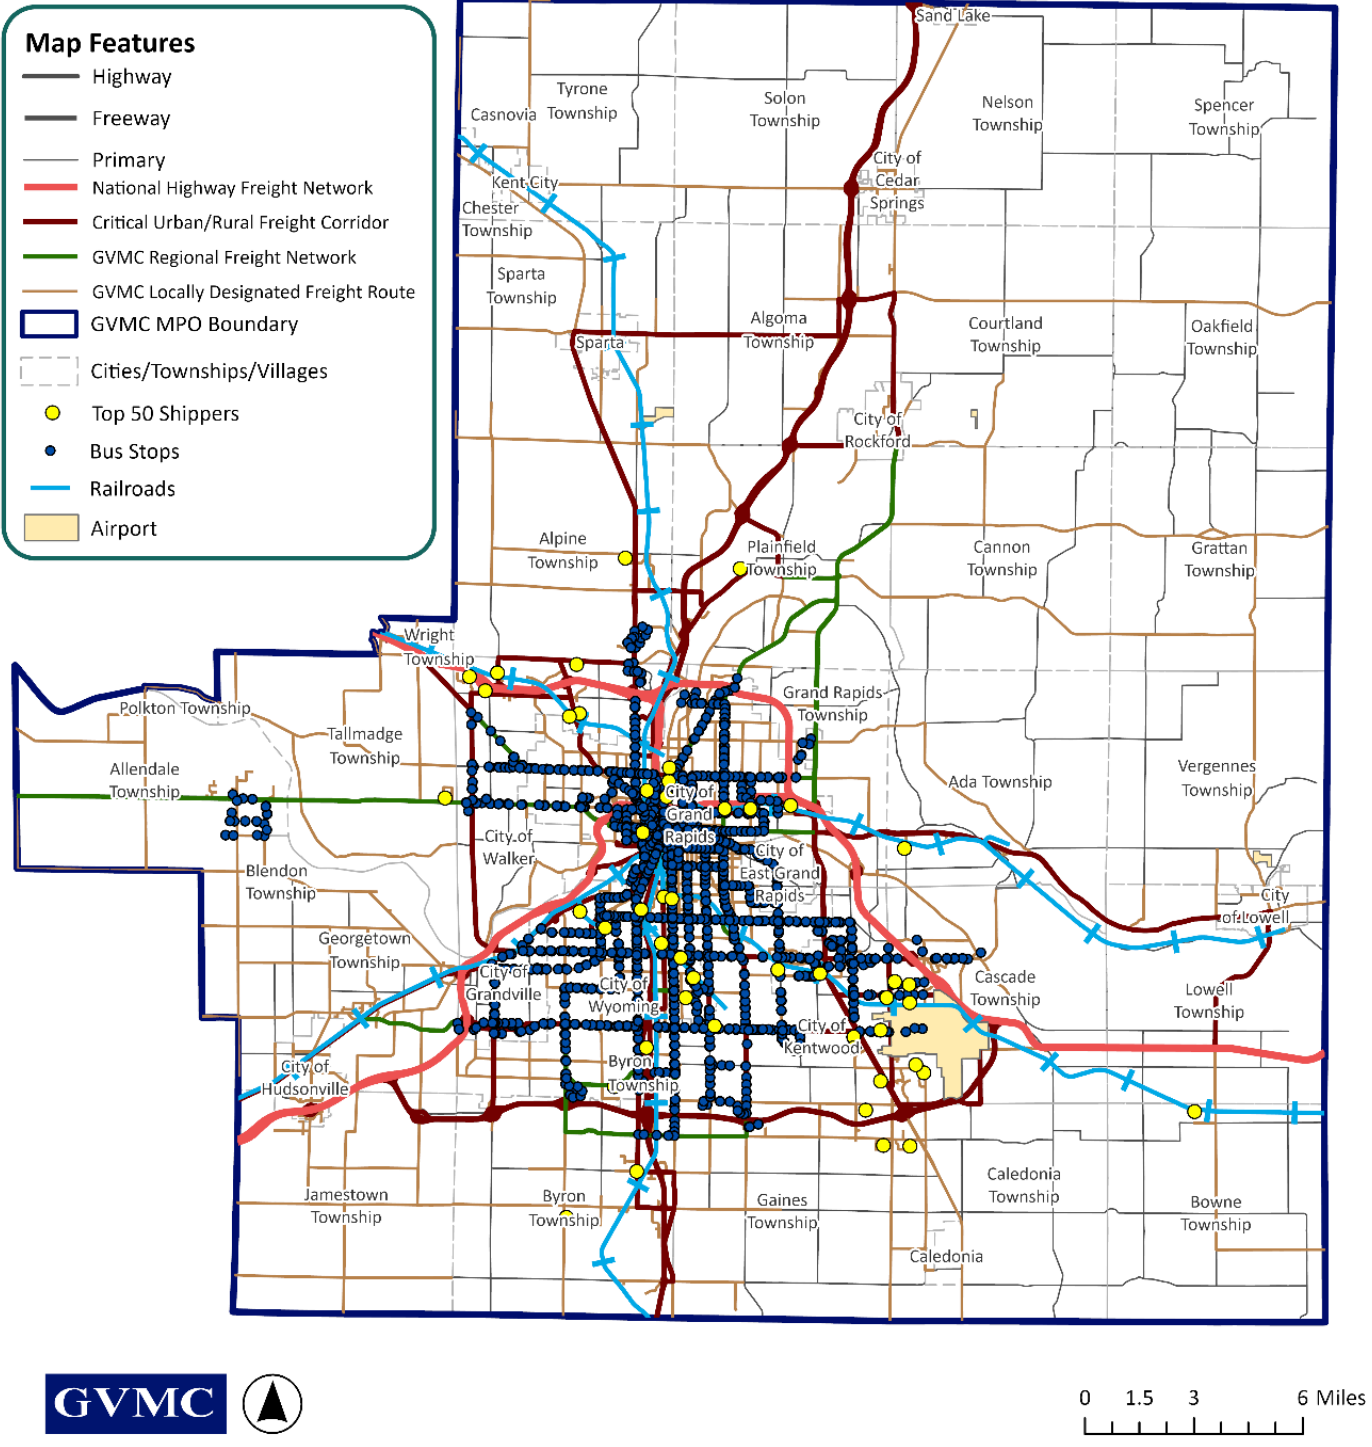 Map Features
Highway
Freeway
Primary
National Highway Freight Network
Critical Urban/Rural Freight Corridor
GVMC Regional Freight Network
GVMC Locally Designated Freight Route
GVMC MPO Boundary
Cities/Townships/Villages
Top 50 Shippers
Bus Stops
Railroads
Airport
Sand Lake
Tyrone
Township
Casnovia
Solon
Township
Nelson
Township
Spencer
Township
City of
Cedar
Springs
Kent City
Chester
Township
Sparta
Township
Algoma
Township
Courtland
Township
Oakfield
Township
Sparta
City of
Rockford
Alpine
Township
Plainfield
Township
Cannon
Township
Grattan
Township
Wright
Township
Polkton Township
Grand Rapids
Township
Tallmadge
Township
Allendale
Township
Ada Township
Vergennes
Township
City of
Grand
Rapids
City of
Walker
City of
East Grand
Rapids
Blendon
Township
City
of Lowell
Georgetown
Township
City of
Grandville
City of
Wyoming
Cascade
Township
Lowell
Township
City of
Kentwood
City of
Hudsonville
Byron
Township
Jamestown
Township
Byron
Township
Gaines
Township
Caledonia
Township
Bowne
Township
Caledonia
GVMC
0 1.5 3 6 Miles